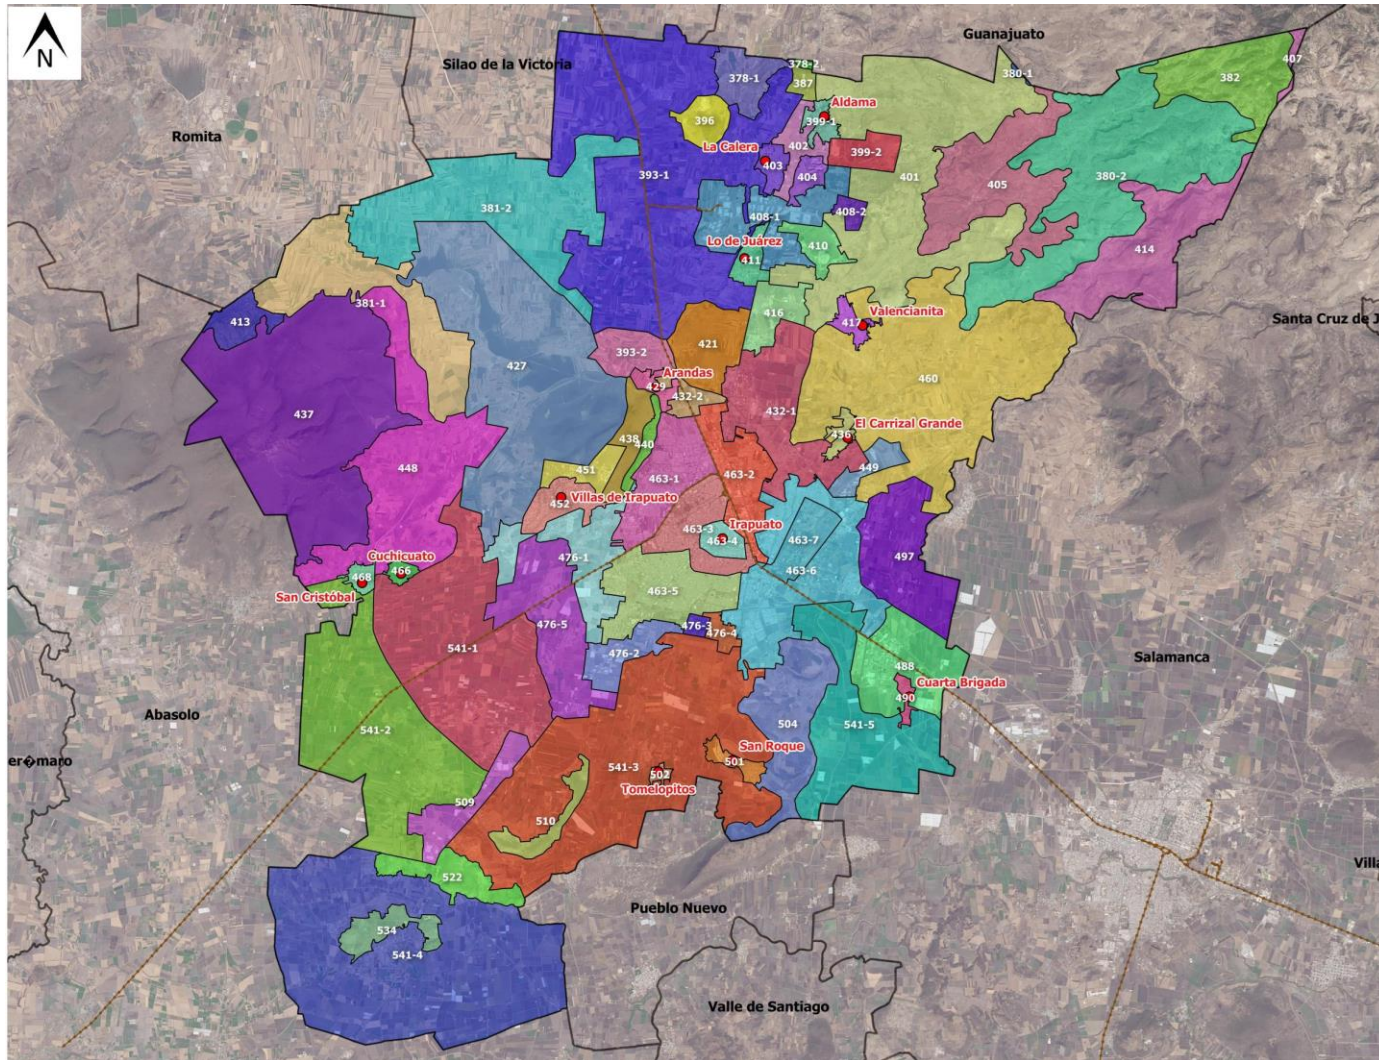 N
Guanajuato
Silao de la Victoria
378-2
378-1
387
380-1
382
407
Romita
396
Aldama
399-1
La Calera
402
399-2
403
404
401
405
380-2
393-1
381-2
408-1
408-2
Lo de Juárez
410
411
414
381-1
413
416
417
Valencianita
Santa Cruz de J
421
393-2
427
460
Arandas
429
432-2
432-1
437
El Carrizal Grande
436
438
440
448
451
463-1
463-2
449
452
Villas de Irapuato
463-3
Irapuato
463-4
463-7
Cuchicuato
476-1
497
466
468
463-6
San Cristóbal
463-5
476-5
476-3
476-4
541-1
476-2
Salamanca
488
Cuarta Brigada
490
Abasolo
541-2
504
541-5
er�maro
San Roque
541-3
502
501
Tomelopitos
509
510
Villa
522
Pueblo Nuevo
534
541-4
Valle de Santiago